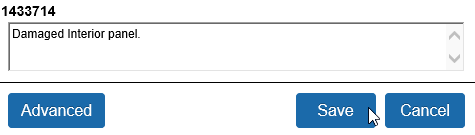 1433714
Damaged Interior panel.
Advanced Save Cancel